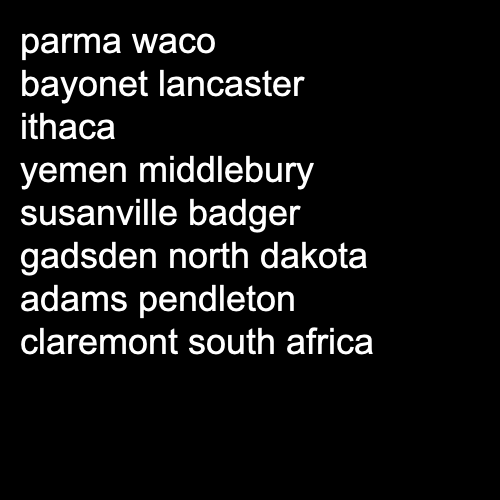 parma waco
bayonet lancaster
ithaca
yemen middlebury
susanville badger
gadsden north dakota
adams pendleton
claremont south africa